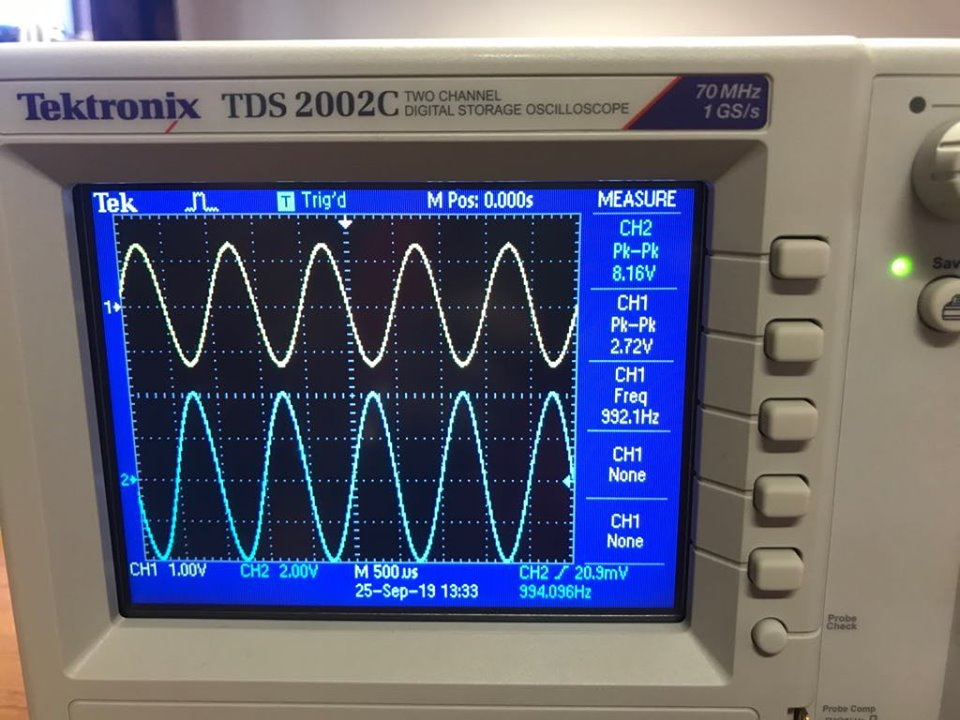 Tektronix TDS 2002C TWO CHANNEL
DIGITAL STORAGE OSCILLOSCOPE
70 MHz
1 GS/s
Tek T Trig'd M Pos: 0.000s MEASURE
CH2
Pk-Pk
8.16V
CH1
Pk-Pk
2.72V
CH1
Freq
992.1Hz
CH1
None
CH1
None
1
2
CH1 1.00V CH2 2.00V M 500µs CH2 20.9mV
25-Sep-19 13:33 994.096Hz
Probe
Check
Probe Comp